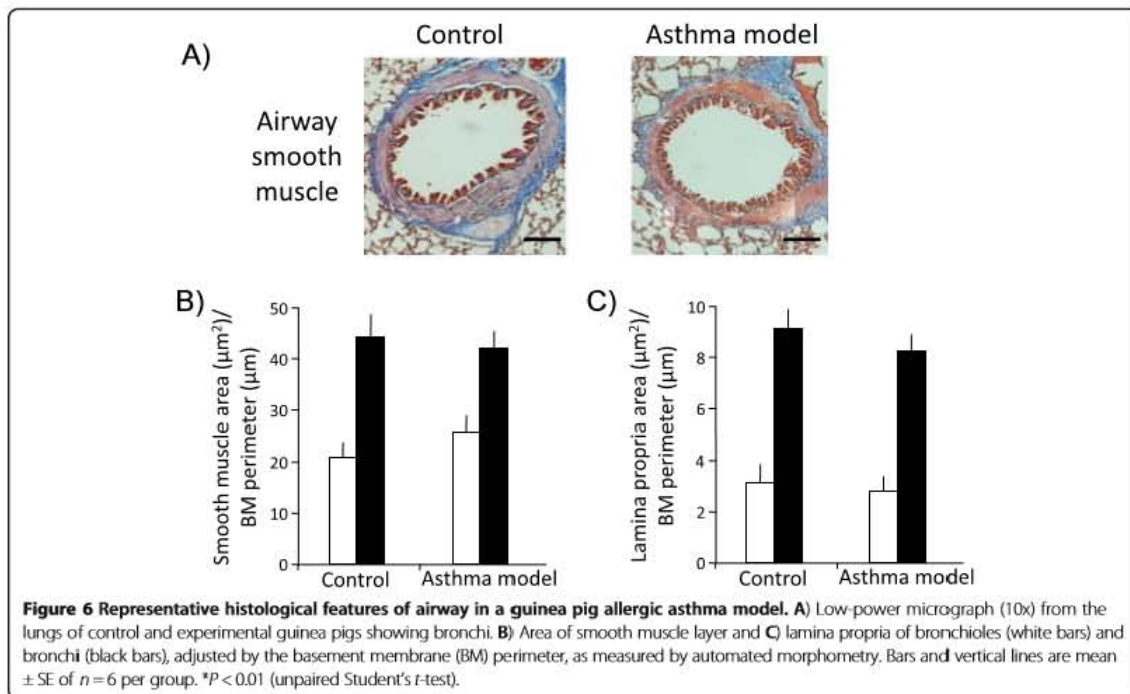 Control Asthma model
A)
Airway
smooth
muscle
B)
Smooth muscle area (μm²)/
BM perimeter (μm)
50
40
30
20
10
0
Control Asthma model
C)
Lamina propria area (μm²)/
BM perimeter (μm)
10
8
6
4
2
0
Control Asthma model
Figure 6 Representative histological features of airway in a guinea pig allergic asthma model. A) Low-power micrograph (10x) from the
lungs of control and experimental guinea pigs showing bronchi. B) Area of smooth muscle layer and C) lamina propria of bronchioles (white bars) and
bronchi (black bars), adjusted by the basement membrane (BM) perimeter, as measured by automated morphometry. Bars and vertical lines are mean
± SE of n = 6 per group. *P < 0.01 (unpaired Student's t-test).